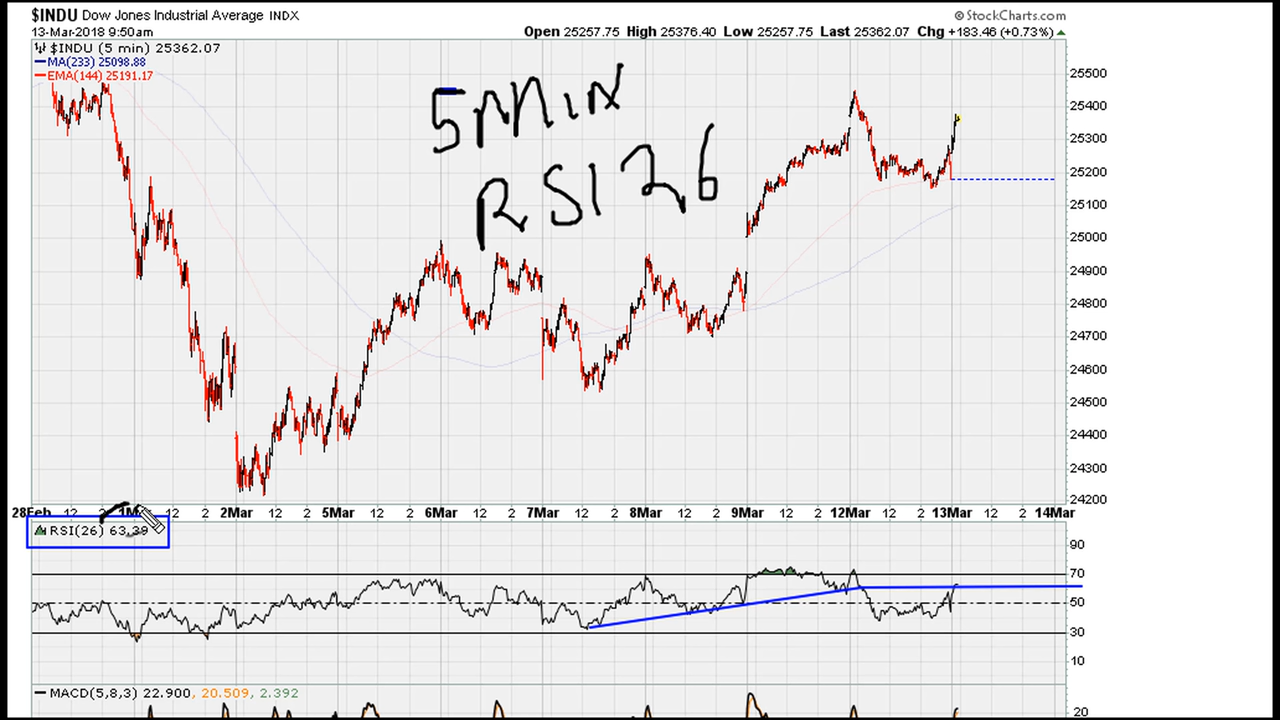 $INDU Dow Jones Industrial Average INDX
© StockCharts.com
13-Mar-2018 9:50am
Open 25257.75 High 25376.40 Low 25257.75 Last 25362.07 Chg +183.46 (+0.73%)
$INDU (5 min) 25362.07
MA(233) 25098.88
EMA(144) 25191.17
5 MIN
RSI 26
25500
25400
25300
25200
25100
25000
24900
24800
24700
24600
24500
24400
24300
24200
28Feb 12 2 12 2 2Mar 12 2 5Mar 12 2 6Mar 12 2 7Mar 12 2 8Mar 12 2 9Mar 12 2 12Mar 12 2 13Mar 12 2 14Mar
RSI(26) 63.39
90
70
50
30
10
MACD(5,8,3) 22.900, 20.509, 2.392
20